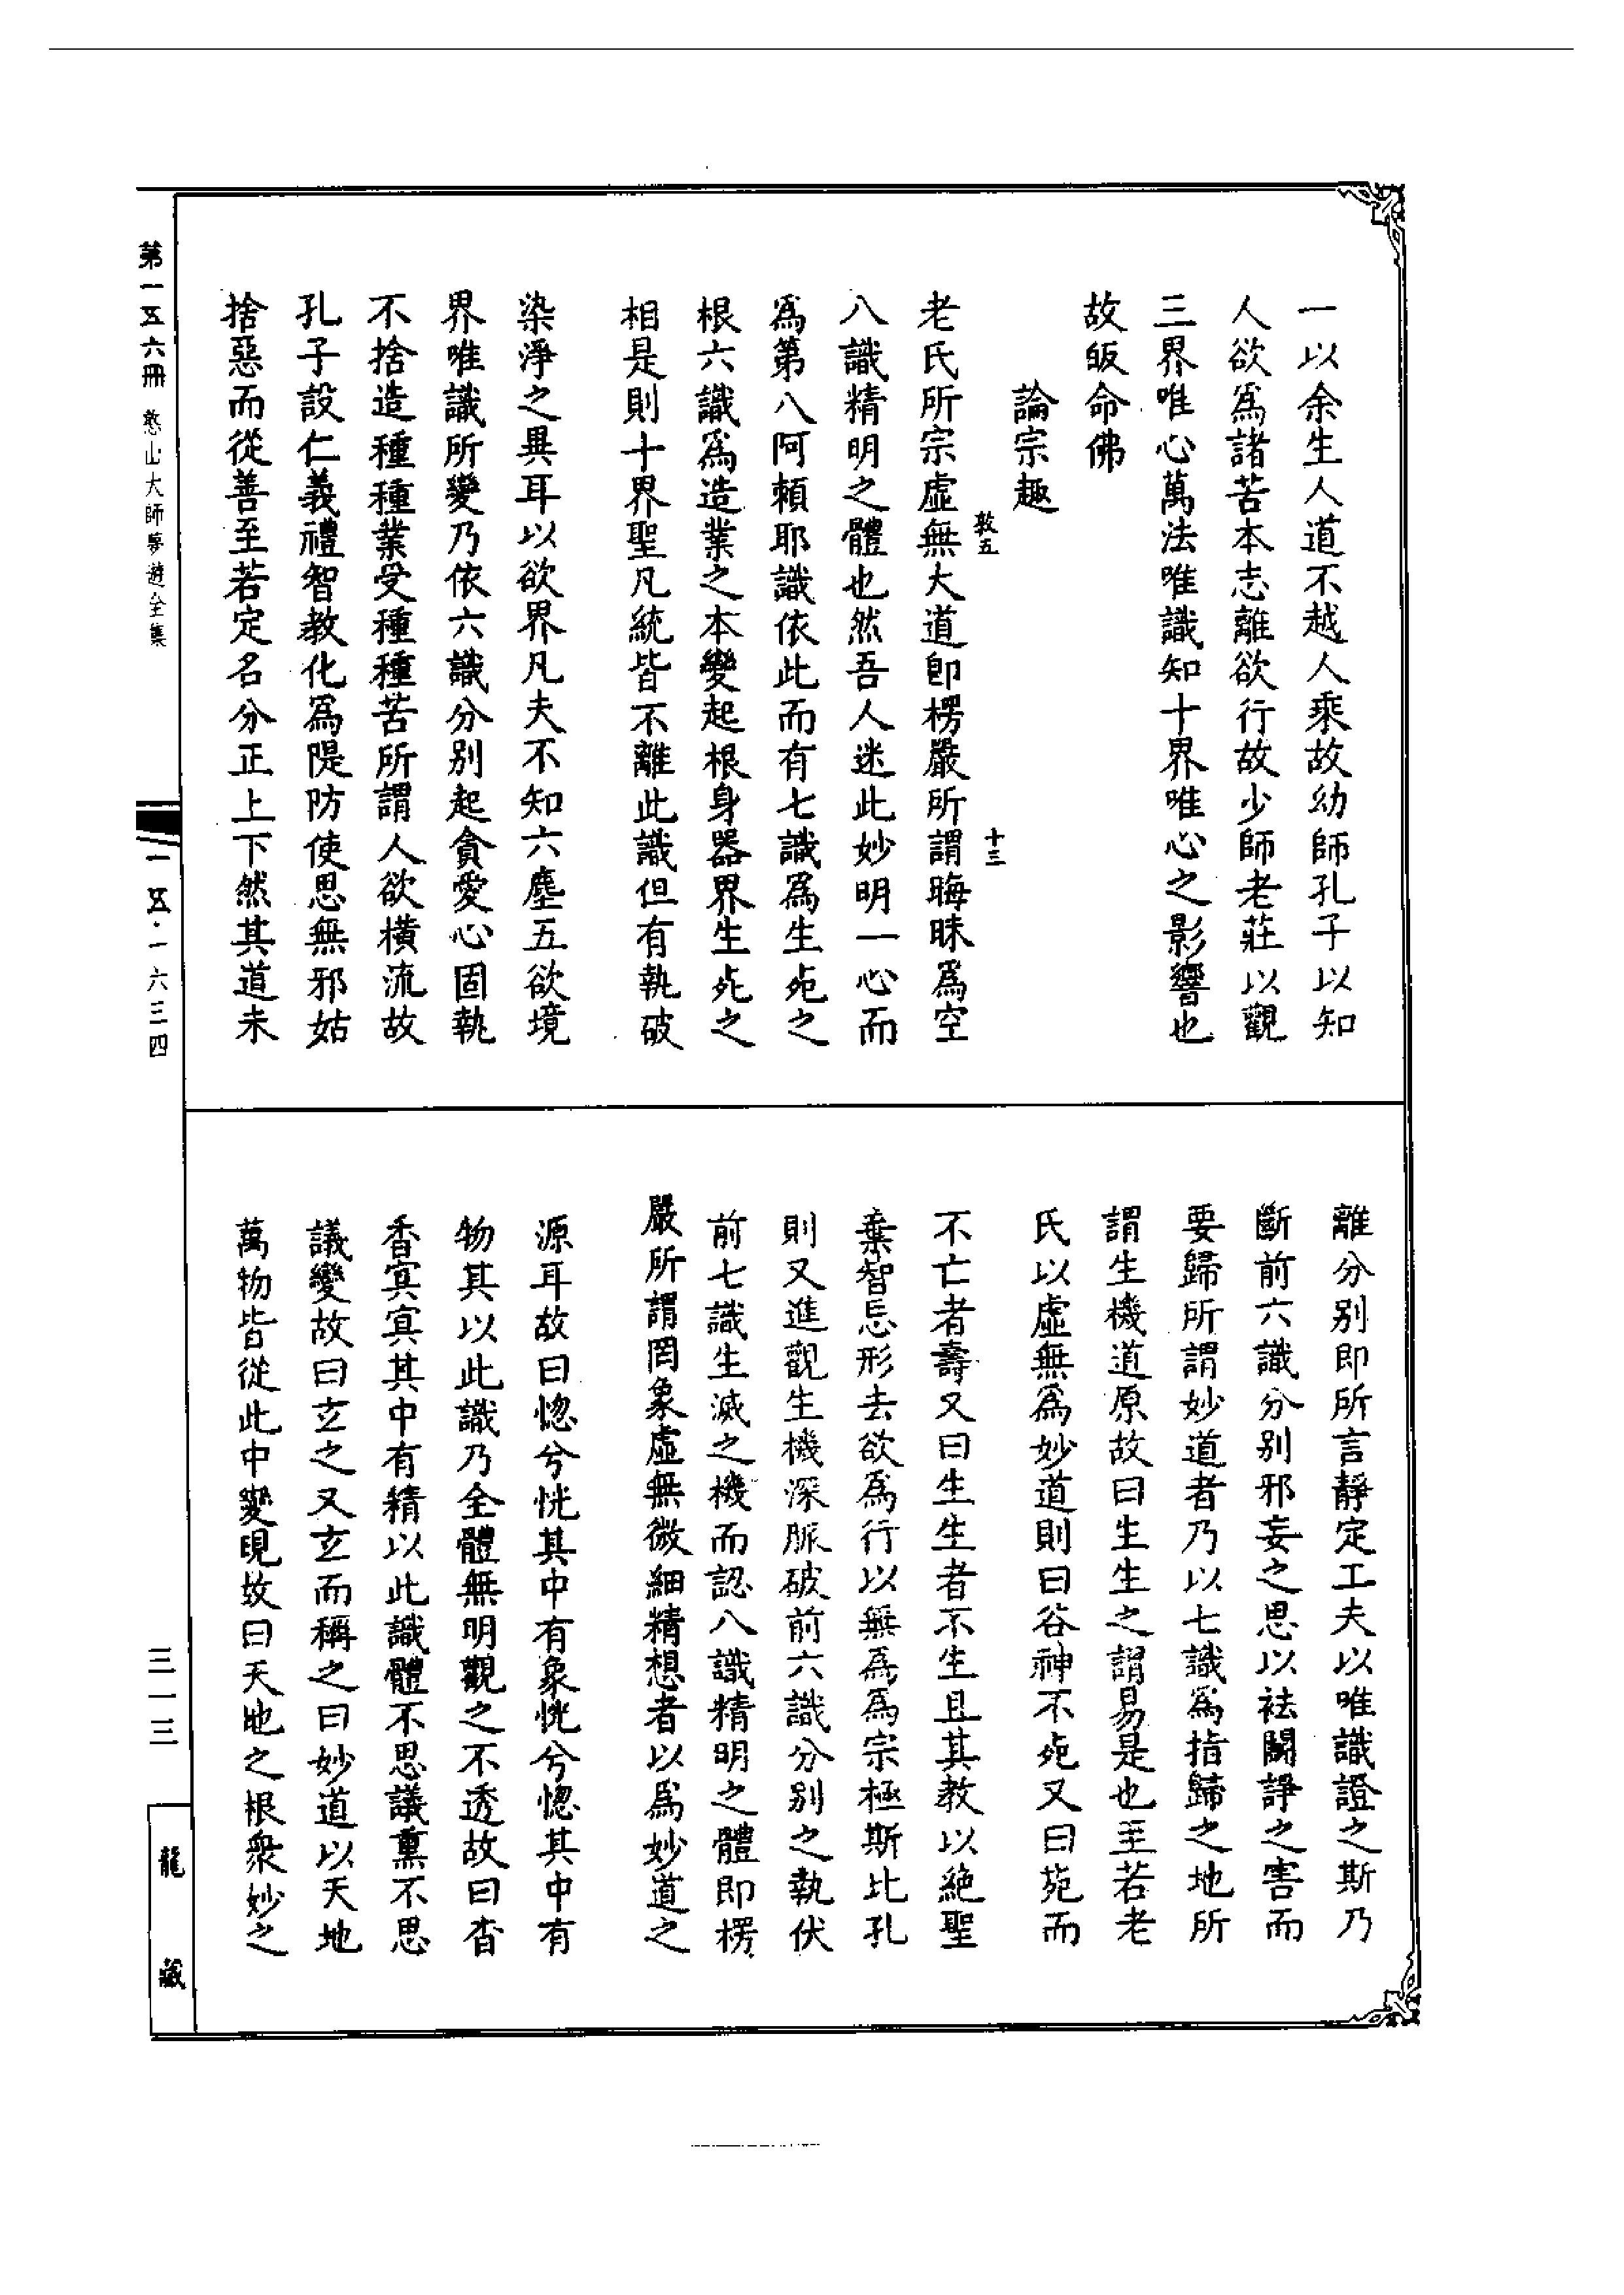 一以余生人道不越人乘故幼師孔子以知
人欲爲諸苦本志離欲行故少師老莊以觀
三界唯心萬法唯識知十界唯心之影響也
故皈命佛
論宗趣
敦五
十三
老氏所宗虛無大道卽楞嚴所謂晦昧爲空
八識精明之體也然吾人迷此妙明一心而
爲第八阿賴耶識依此而有七識爲生死之
根六識爲造業之本變起根身器界生死之
相是則十界聖凡統皆不離此識但有執破
染淨之異耳以欲界凡夫不知六塵五欲境
界唯識所變乃依六識分別起貪愛心固執
不捨造種種業受種種苦所謂人欲橫流故
孔子設仁義禮智教化爲隄防使思無邪姑
捨惡而從善至若定名分正上下然其道未
離分別即所言靜定工夫以唯識證之斯乃
斷前六識分別邪妄之思以袪鬭諍之害而
要歸所謂妙道者乃以七識爲指歸之地所
謂生機道原故曰生生之謂易是也至若老
氏以虛無爲妙道則曰谷神不死又曰死而
不亡者壽又曰生生者不生且其教以絶聖
棄智忘形去欲爲行以無爲爲宗極斯比孔
則又進觀生機深脈破前六識分別之執伏
前七識生滅之機而認八識精明之體即楞
嚴所謂罔象虛無微細精想者以爲妙道之
源耳故曰惚兮恍其中有象恍兮惚其中有
物其以此識乃全體無明觀之不透故曰杳
杳冥冥其中有精以此識體不思議熏不思
議變故曰玄之又玄而稱之曰妙道以天地
萬物皆從此中變現故曰天地之根衆妙之
第一五六冊 憨山大師夢遊全集
一五·一六三四
三一三
龍藏